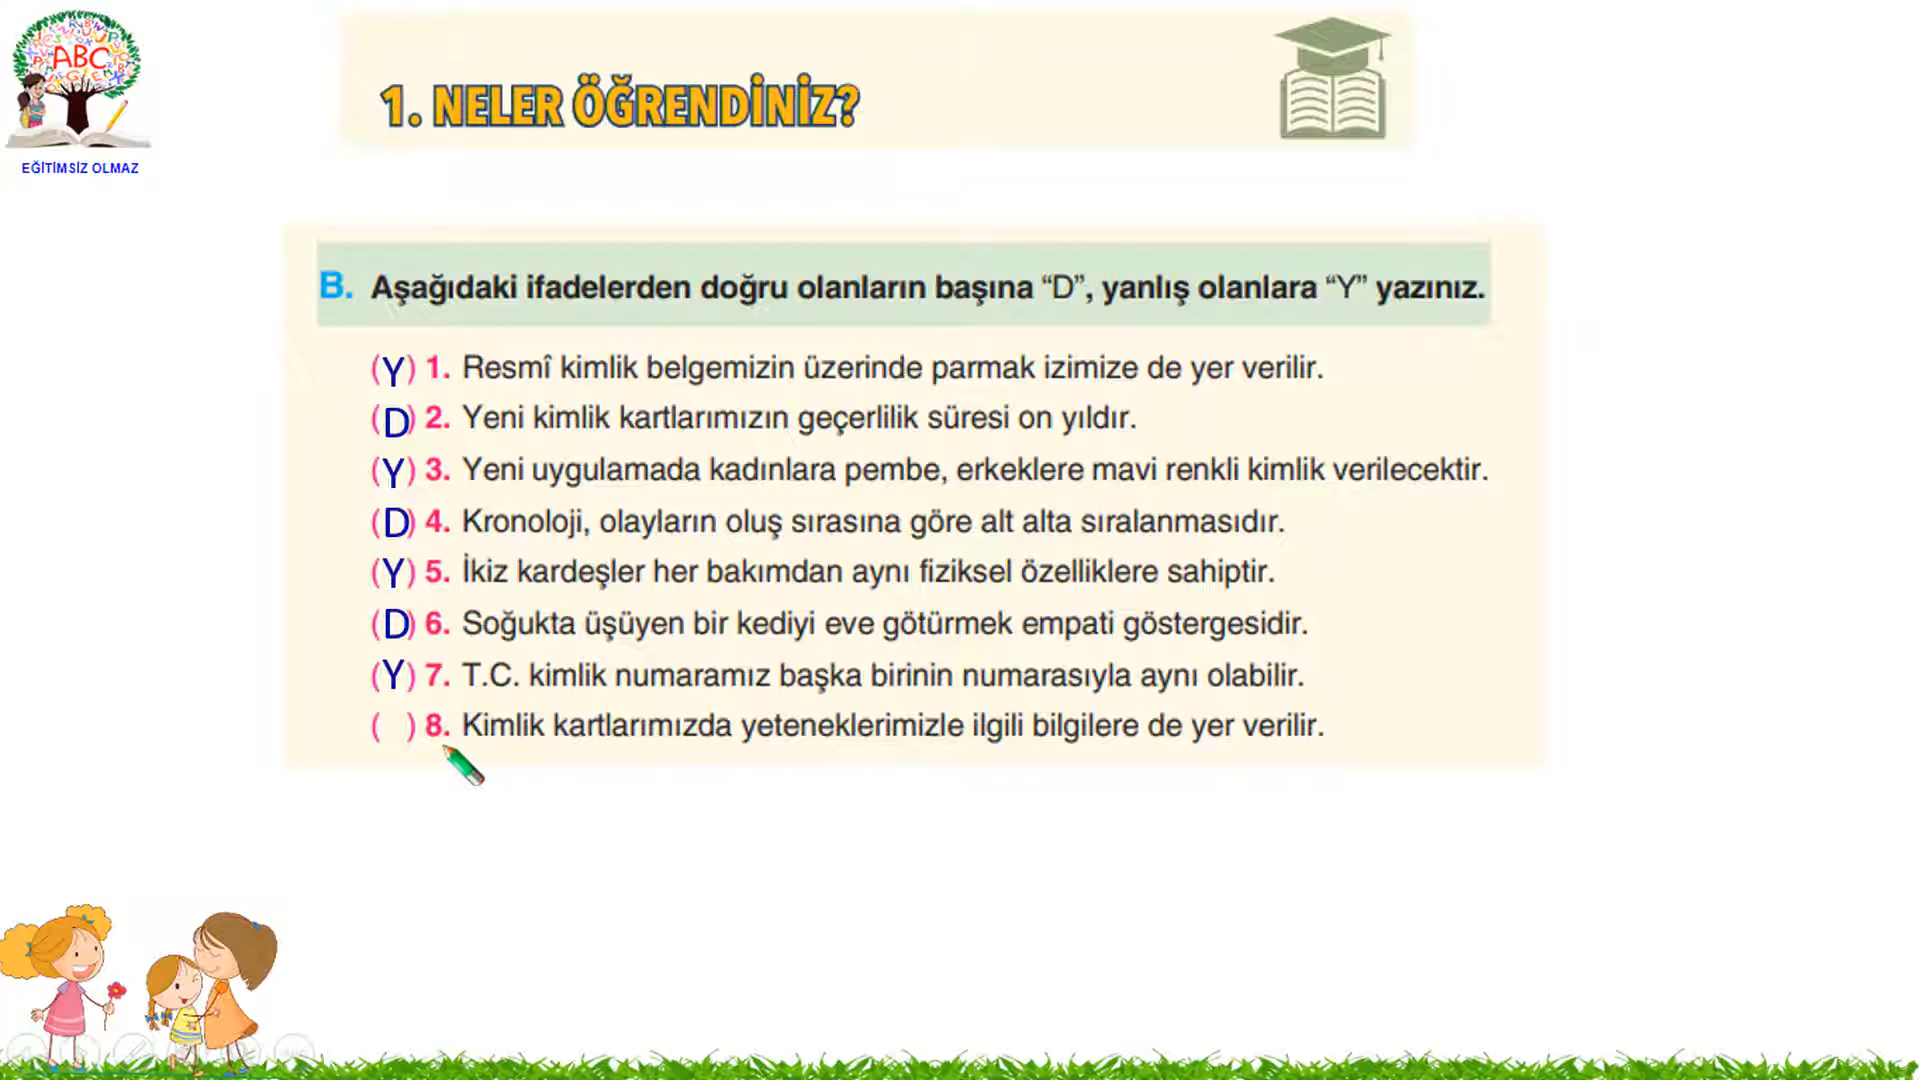 ABC
EĞİTİMSİZ OLMAZ
1. NELER ÖĞRENDİNİZ?
B. Aşağıdaki ifadelerden doğru olanların başına “D”, yanlış olanlara “Y” yazınız.
(Y) 1. Resmî kimlik belgemizin üzerinde parmak izimize de yer verilir.
(D) 2. Yeni kimlik kartlarımızın geçerlilik süresi on yıldır.
(Y) 3. Yeni uygulamada kadınlara pembe, erkeklere mavi renkli kimlik verilecektir.
(D) 4. Kronoloji, olayların oluş sırasına göre alt alta sıralanmasıdır.
(Y) 5. İkiz kardeşler her bakımdan aynı fiziksel özelliklere sahiptir.
(D) 6. Soğukta üşüyen bir kediyi eve götürmek empati göstergesidir.
(Y) 7. T.C. kimlik numaramız başka birinin numarasıyla aynı olabilir.
( ) 8. Kimlik kartlarımızda yeteneklerimizle ilgili bilgilere de yer verilir.